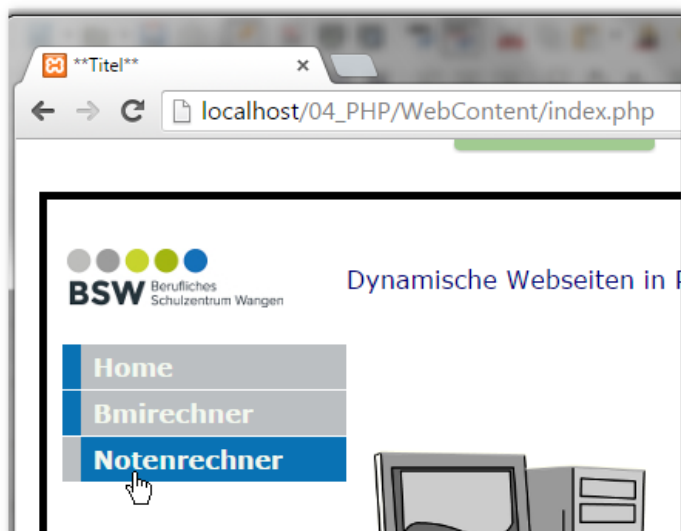 **Titel**
localhost/04_PHP/WebContent/index.php
BSW Berufliches
Schulzentrum Wangen
Dynamische Webseiten in
Home
Bmirechner
Notenrechner